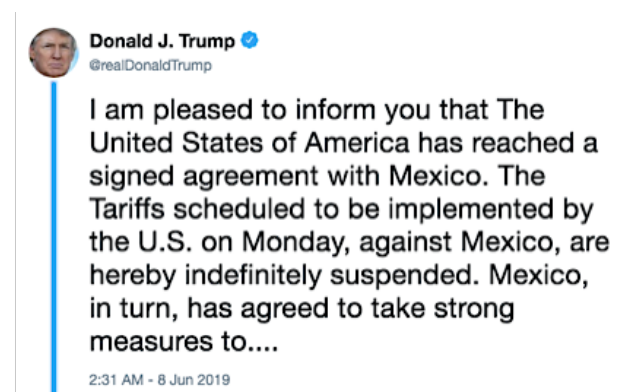 Donald J. Trump
@realDonaldTrump
I am pleased to inform you that The
United States of America has reached a
signed agreement with Mexico. The
Tariffs scheduled to be implemented by
the U.S. on Monday, against Mexico, are
hereby indefinitely suspended. Mexico,
in turn, has agreed to take strong
measures to....
2:31 AM - 8 Jun 2019